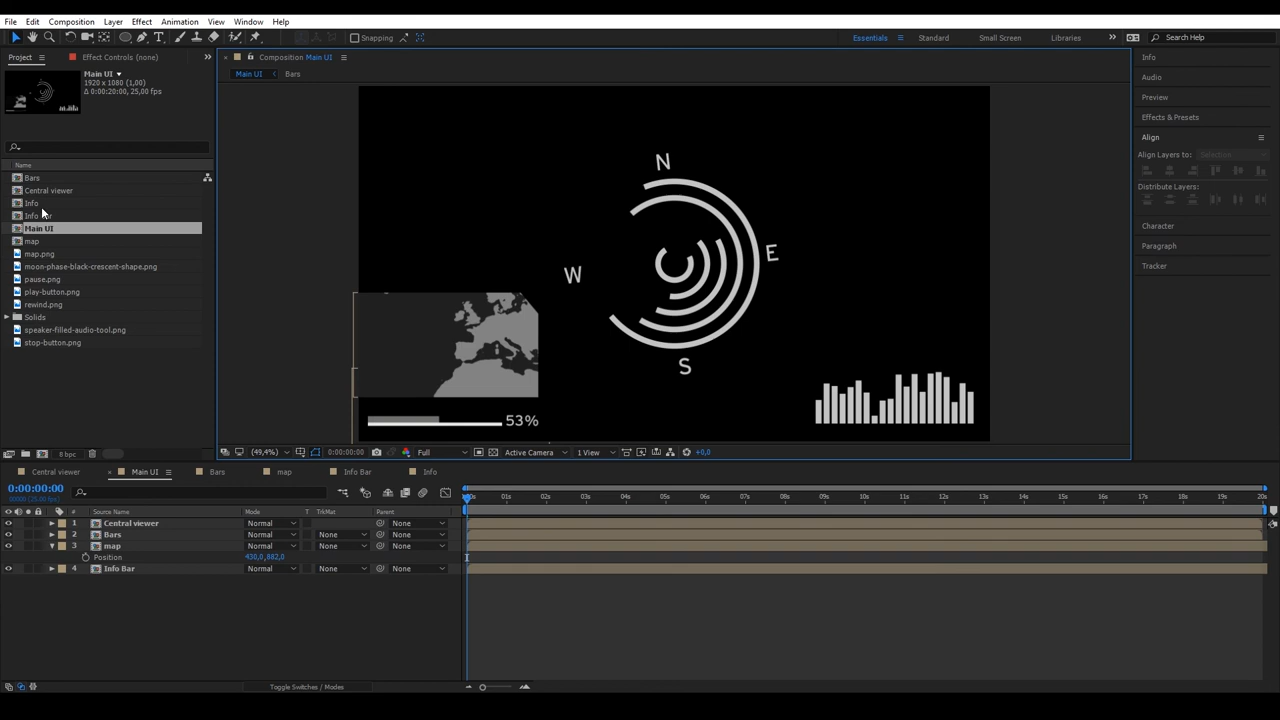 File Edit Composition Layer Effect Animation View Window Help
Snapping Essentials Standard Small Screen Libraries Search Help
Project Effect Controls (none) Composition Main UI Info
Main UI Bars
Main UI
1920 x 1080 (1,00)
Δ 0:00:20:00, 25,00 fps
Audio
Preview
Effects & Presets
Align
Align Layers to: Selection
Distribute Layers:
Character
Paragraph
Tracker
Name
Bars
Central viewer
Info
Info
Main UI
map
map.png
moon-phase-black-crescent-shape.png
pause.png
play-button.png
rewind.png
Solids
speaker-filled-audio-tool.png
stop-button.png
N
E
W
S
53%
8 bpc (49,4%) 0:00:00:00 Full Active Camera 1 View +0,0
Central viewer Main UI Bars map Info Bar Info
0:00:00:00
00000 (25.00 fps)
01s 02s 03s 04s 05s 06s 07s 08s 09s 10s 11s 12s 13s 14s 15s 16s 17s 18s 19s 20s
# Source Name Mode T TrkMat Parent
1 Central viewer Normal None
2 Bars Normal None None
3 map Normal None None
Position 430,0,882,0
4 Info Bar Normal None None
Toggle Switches / Modes